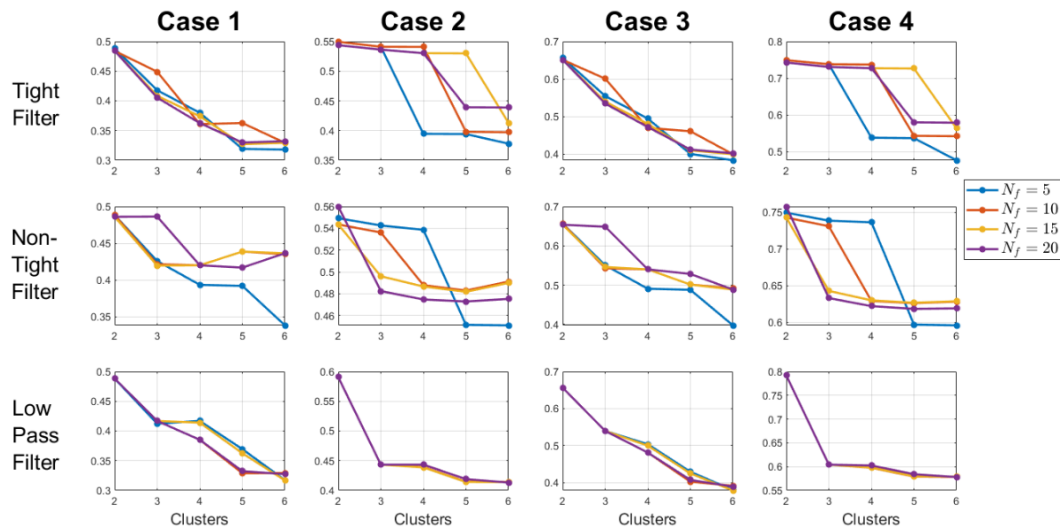 Case 1 Case 2 Case 3 Case 4
Tight
Filter
0.5 0.45 0.4 0.35 0.3
2 3 4 5 6
0.55 0.5 0.45 0.4 0.35
2 3 4 5 6
0.7 0.6 0.5 0.4
2 3 4 5 6
0.8 0.7 0.6 0.5
2 3 4 5 6
Non-
Tight
Filter
0.5 0.45 0.4 0.35
2 3 4 5 6
0.56 0.54 0.52 0.5 0.48 0.46
2 3 4 5 6
0.7 0.6 0.5 0.4
2 3 4 5 6
0.75 0.7 0.65 0.6
2 3 4 5 6
N_f = 5
N_f = 10
N_f = 15
N_f = 20
Low
Pass
Filter
0.5 0.45 0.4 0.35 0.3
2 3 4 5 6
Clusters
0.6 0.55 0.5 0.45 0.4
2 3 4 5 6
Clusters
0.7 0.6 0.5 0.4
2 3 4 5 6
Clusters
0.8 0.75 0.7 0.65 0.6 0.55
2 3 4 5 6
Clusters